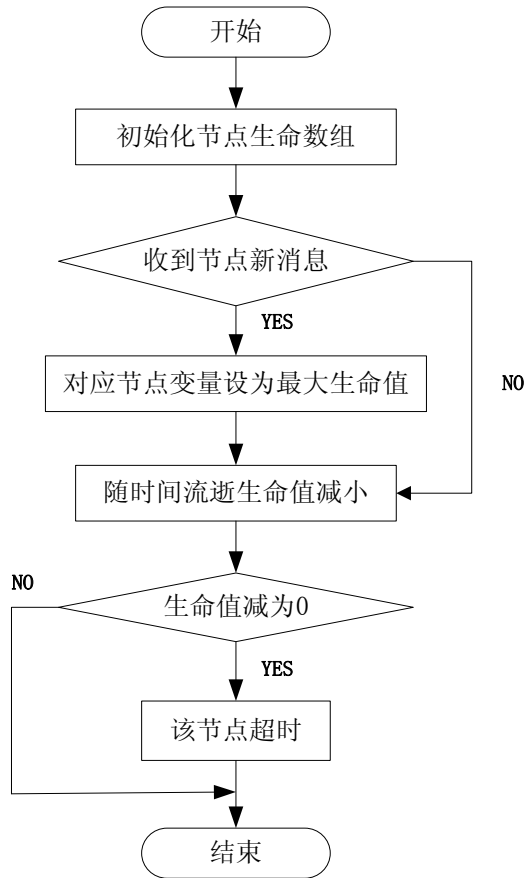 开始
初始化节点生命数组
收到节点新消息
YES
对应节点变量设为最大生命值
NO
随时间流逝生命值减小
NO
生命值减为0
YES
该节点超时
结束